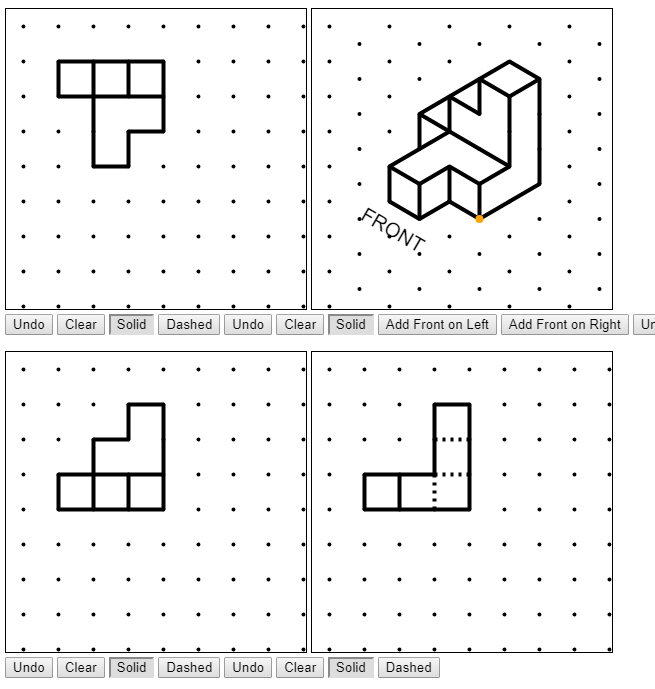 FRONT
Undo Clear Solid Dashed Undo Clear Solid Add Front on Left Add Front on Right Ur
Undo Clear Solid Dashed Undo Clear Solid Dashed